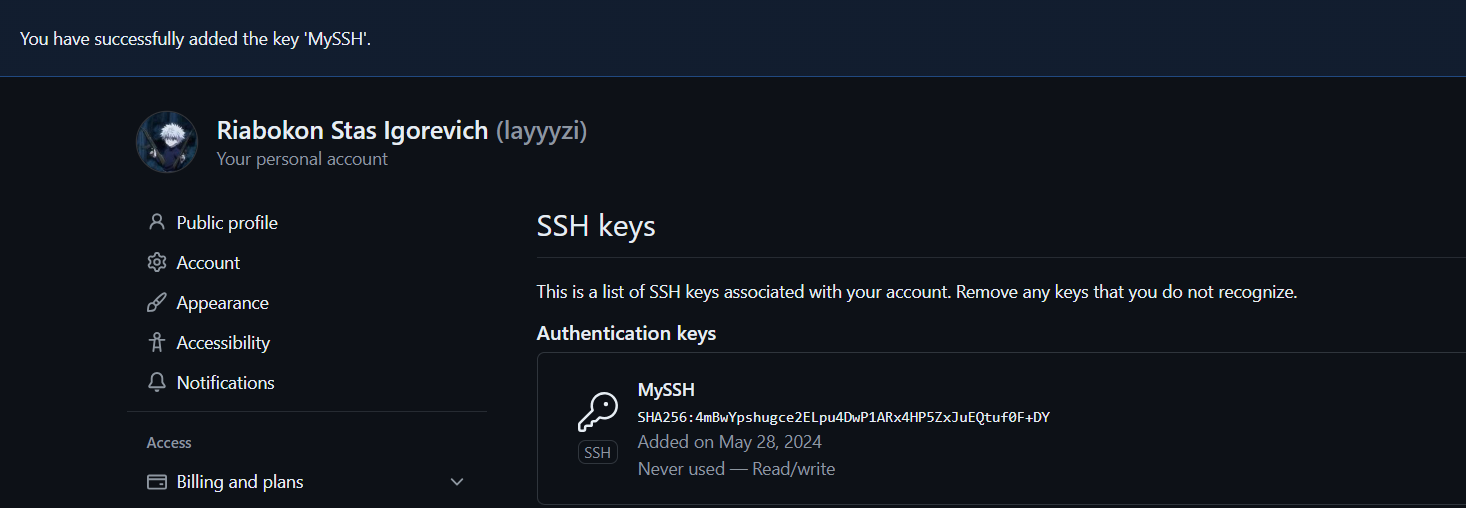 You have successfully added the key 'MySSH'.
Riabokon Stas Igorevich (layyyzi)
Your personal account
Public profile
Account
Appearance
Accessibility
Notifications
Access
Billing and plans
SSH keys
This is a list of SSH keys associated with your account. Remove any keys that you do not recognize.
Authentication keys
MySSH
SHA256:4mBwYpshugce2ELpu4DwP1ARx4HP5ZxJuEQtuf0F+DY
Added on May 28, 2024
Never used — Read/write
SSH